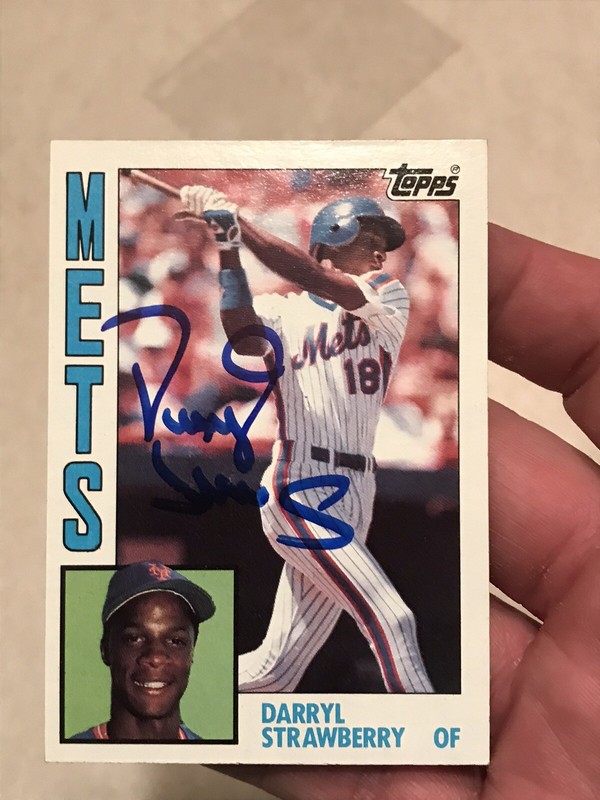 METS
topps
Mets
18
DARRYL
STRAWBERRY OF